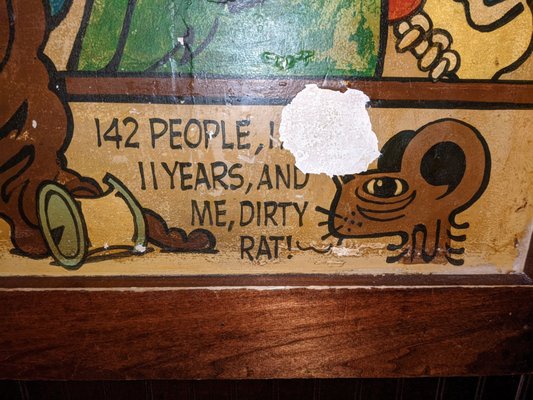 142 PEOPLE,
11 YEARS, AND
ME, DIRTY
RAT!